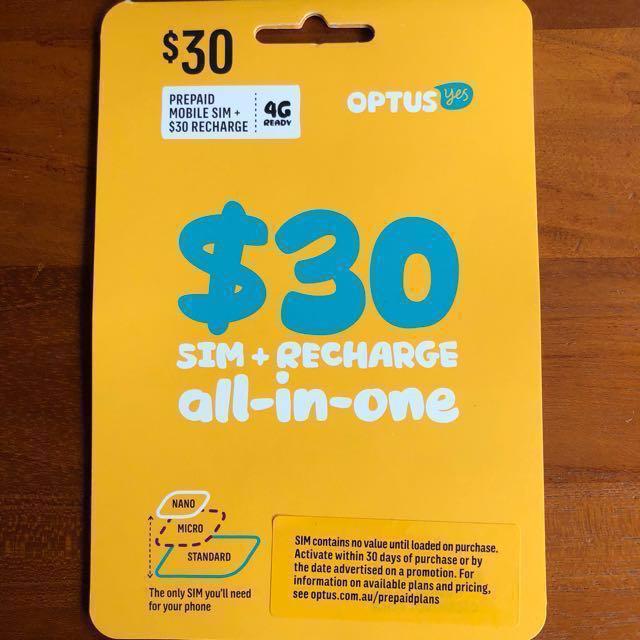 $30
PREPAID
MOBILE SIM +
$30 RECHARGE
4G
READY
OPTUS yes
$30
SIM + RECHARGE
all-in-one
NANO
MICRO
STANDARD
The only SIM you'll need
for your phone
SIM contains no value until loaded on purchase.
Activate within 30 days of purchase or by
the date advertised on a promotion. For
information on available plans and pricing,
see optus.com.au/prepaidplans